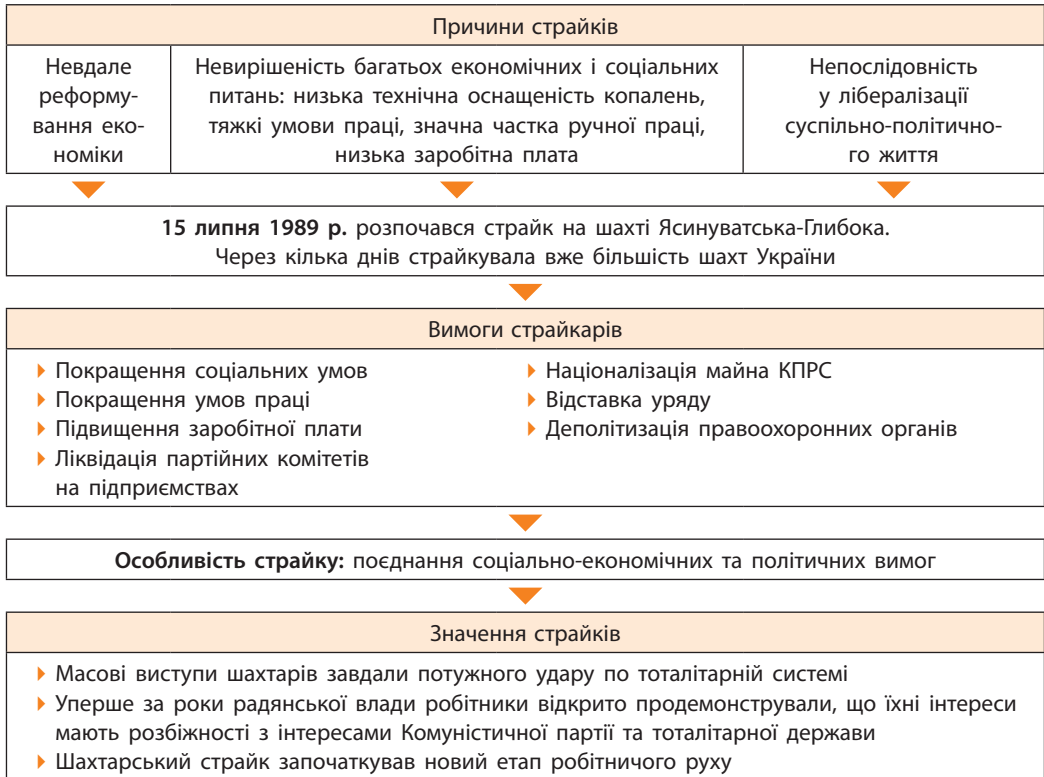 Причини страйків
Невдале
реформу-
вання еко-
номіки
Невирішеність багатьох економічних і соціальних
питань: низька технічна оснащеність копалень,
тяжкі умови праці, значна частка ручної праці,
низька заробітна плата
Непослідовність
у лібералізації
суспільно-політично-
го життя
15 липня 1989 р. розпочався страйк на шахті Ясинуватська-Глибока.
Через кілька днів страйкувала вже більшість шахт України
Вимоги страйкарів
Покращення соціальних умов
Покращення умов праці
Підвищення заробітної плати
Ліквідація партійних комітетів
на підприємствах
Націоналізація майна КПРС
Відставка уряду
Деполітизація правоохоронних органів
Особливість страйку: поєднання соціально-економічних та політичних вимог
Значення страйків
Масові виступи шахтарів завдали потужного удару по тоталітарній системі
Уперше за роки радянської влади робітники відкрито продемонстрували, що їхні інтереси
мають розбіжності з інтересами Комуністичної партії та тоталітарної держави
Шахтарський страйк започаткував новий етап робітничого руху